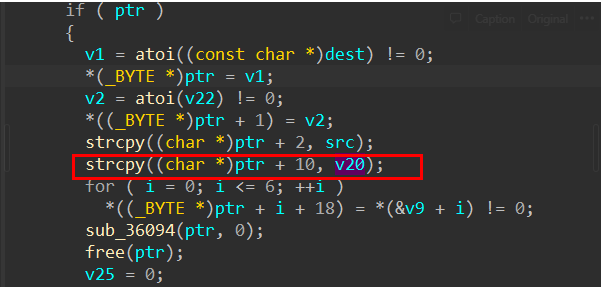 Caption Original
if ( ptr )
{
v1 = atoi((const char *)dest) != 0;
*(_BYTE *)ptr = v1;
v2 = atoi(v22) != 0;
*((_BYTE *)ptr + 1) = v2;
strcpy((char *)ptr + 2, src);
strcpy((char *)ptr + 10, v20);
for ( i = 0; i <= 6; ++i )
*((_BYTE *)ptr + i + 18) = *(&v9 + i) != 0;
sub_36094(ptr, 0);
free(ptr);
v25 = 0;